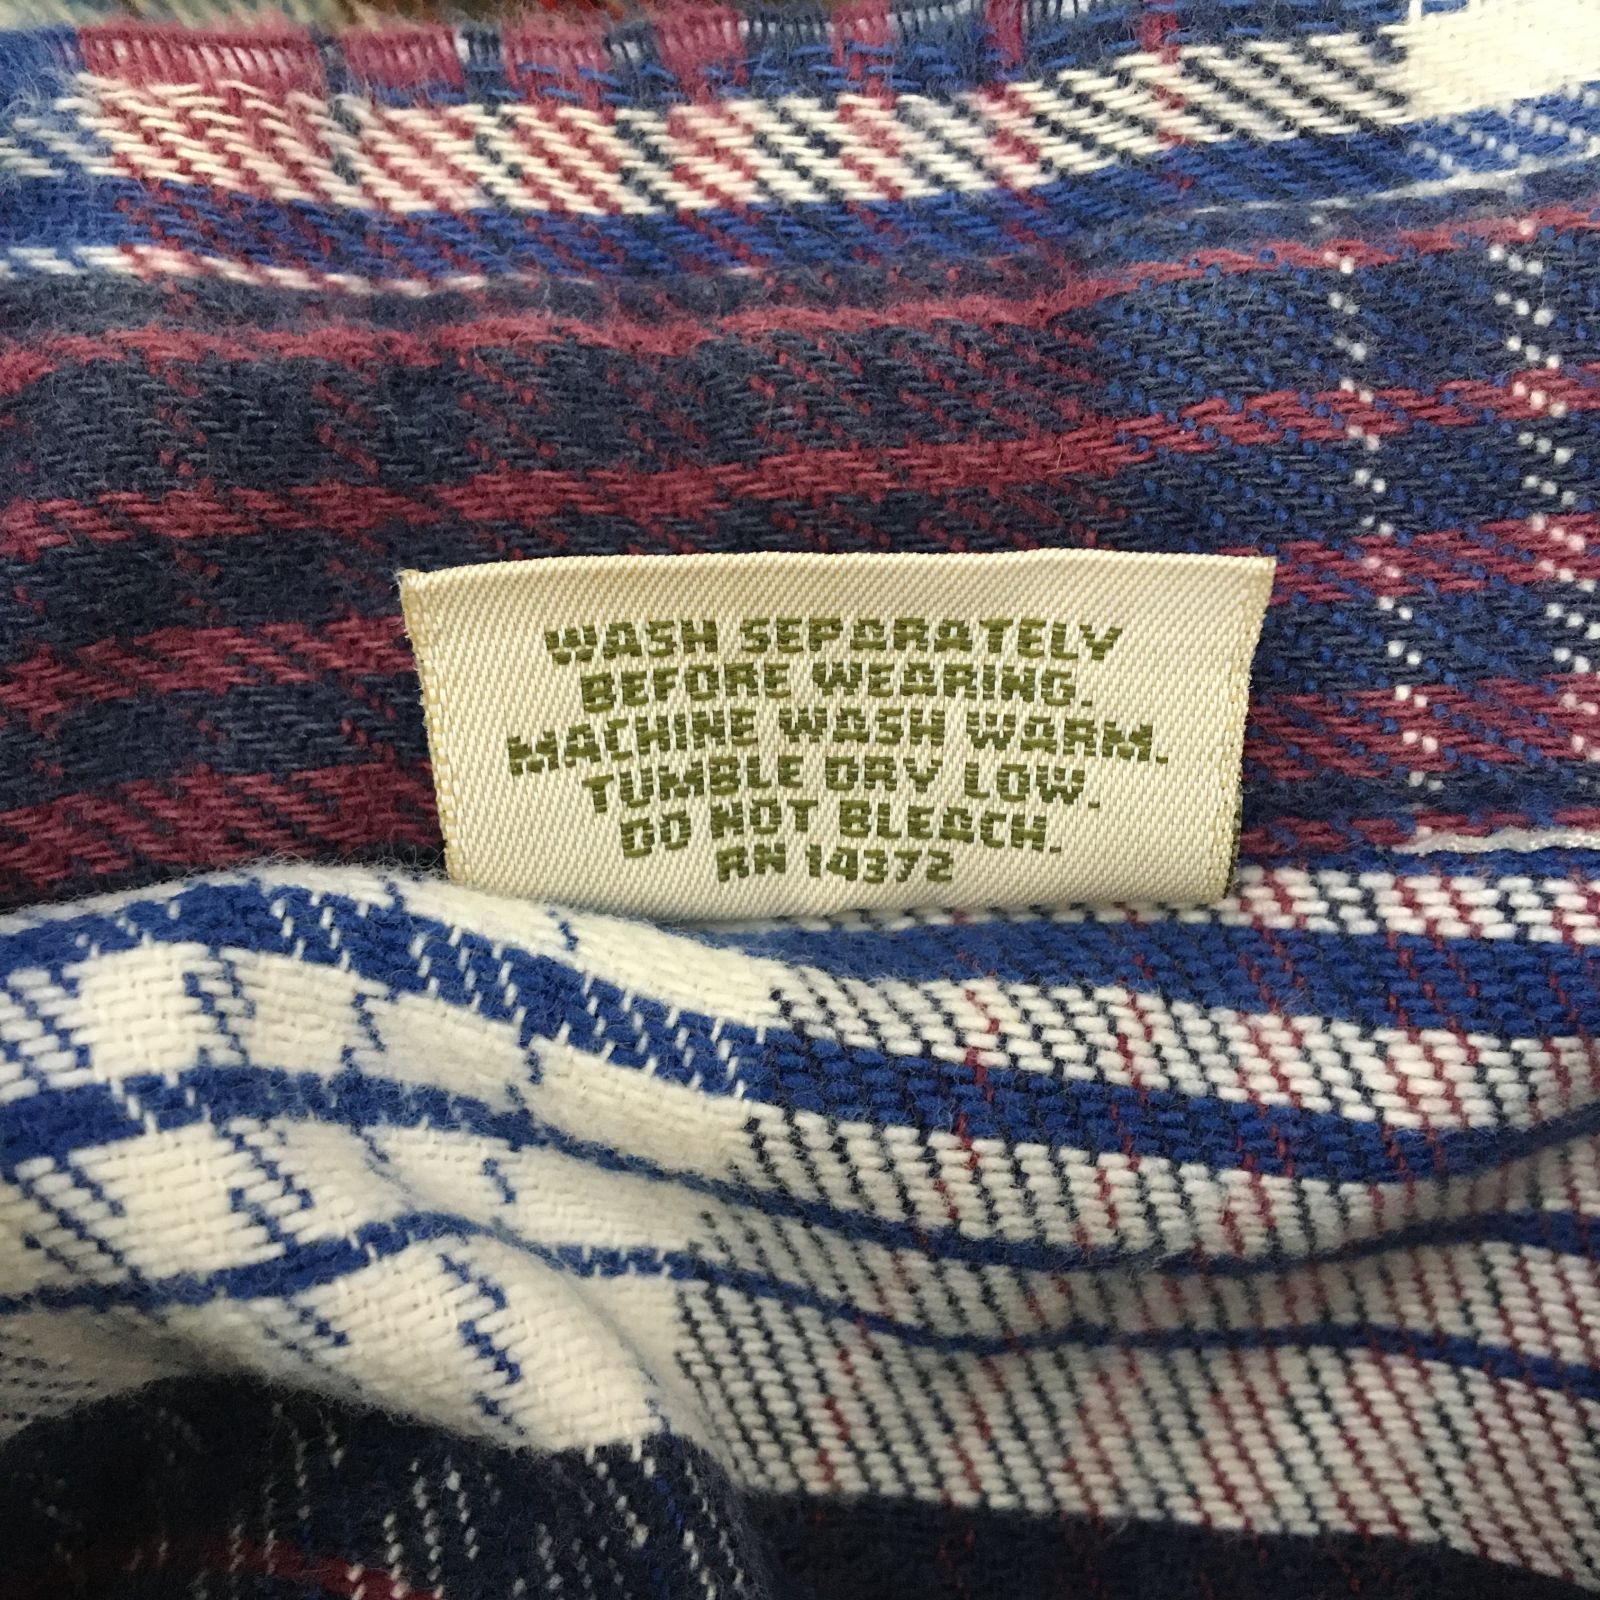 WASH SEPARATELY
BEFORE WEARING.
MACHINE WASH WARM.
TUMBLE DRY LOW.
DO NOT BLEACH.
RN 14372